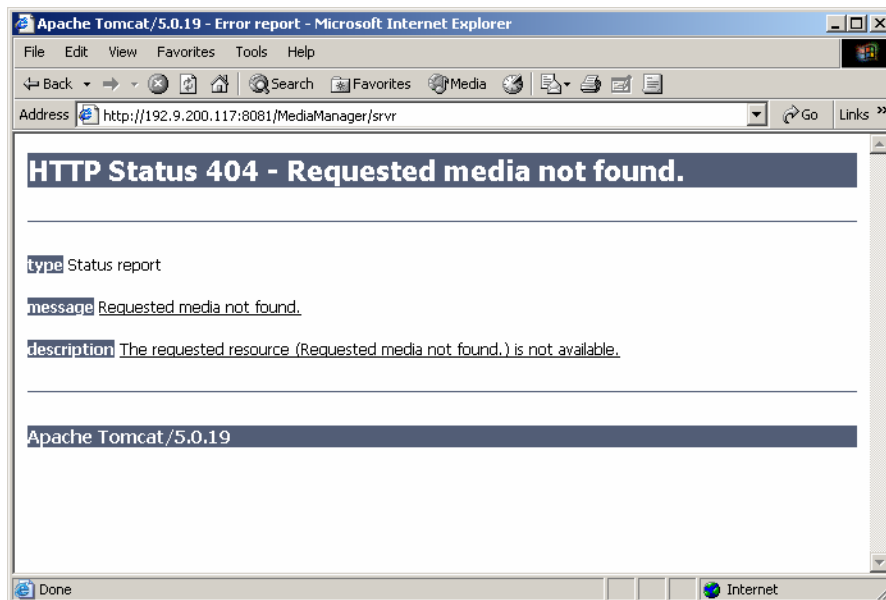 Apache Tomcat/5.0.19 - Error report - Microsoft Internet Explorer
File Edit View Favorites Tools Help
Back Search Favorites Media
Address http://192.9.200.117:8081/MediaManager/srvr Go Links »
HTTP Status 404 - Requested media not found.
type Status report
message Requested media not found.
description The requested resource (Requested media not found.) is not available.
Apache Tomcat/5.0.19
Done Internet